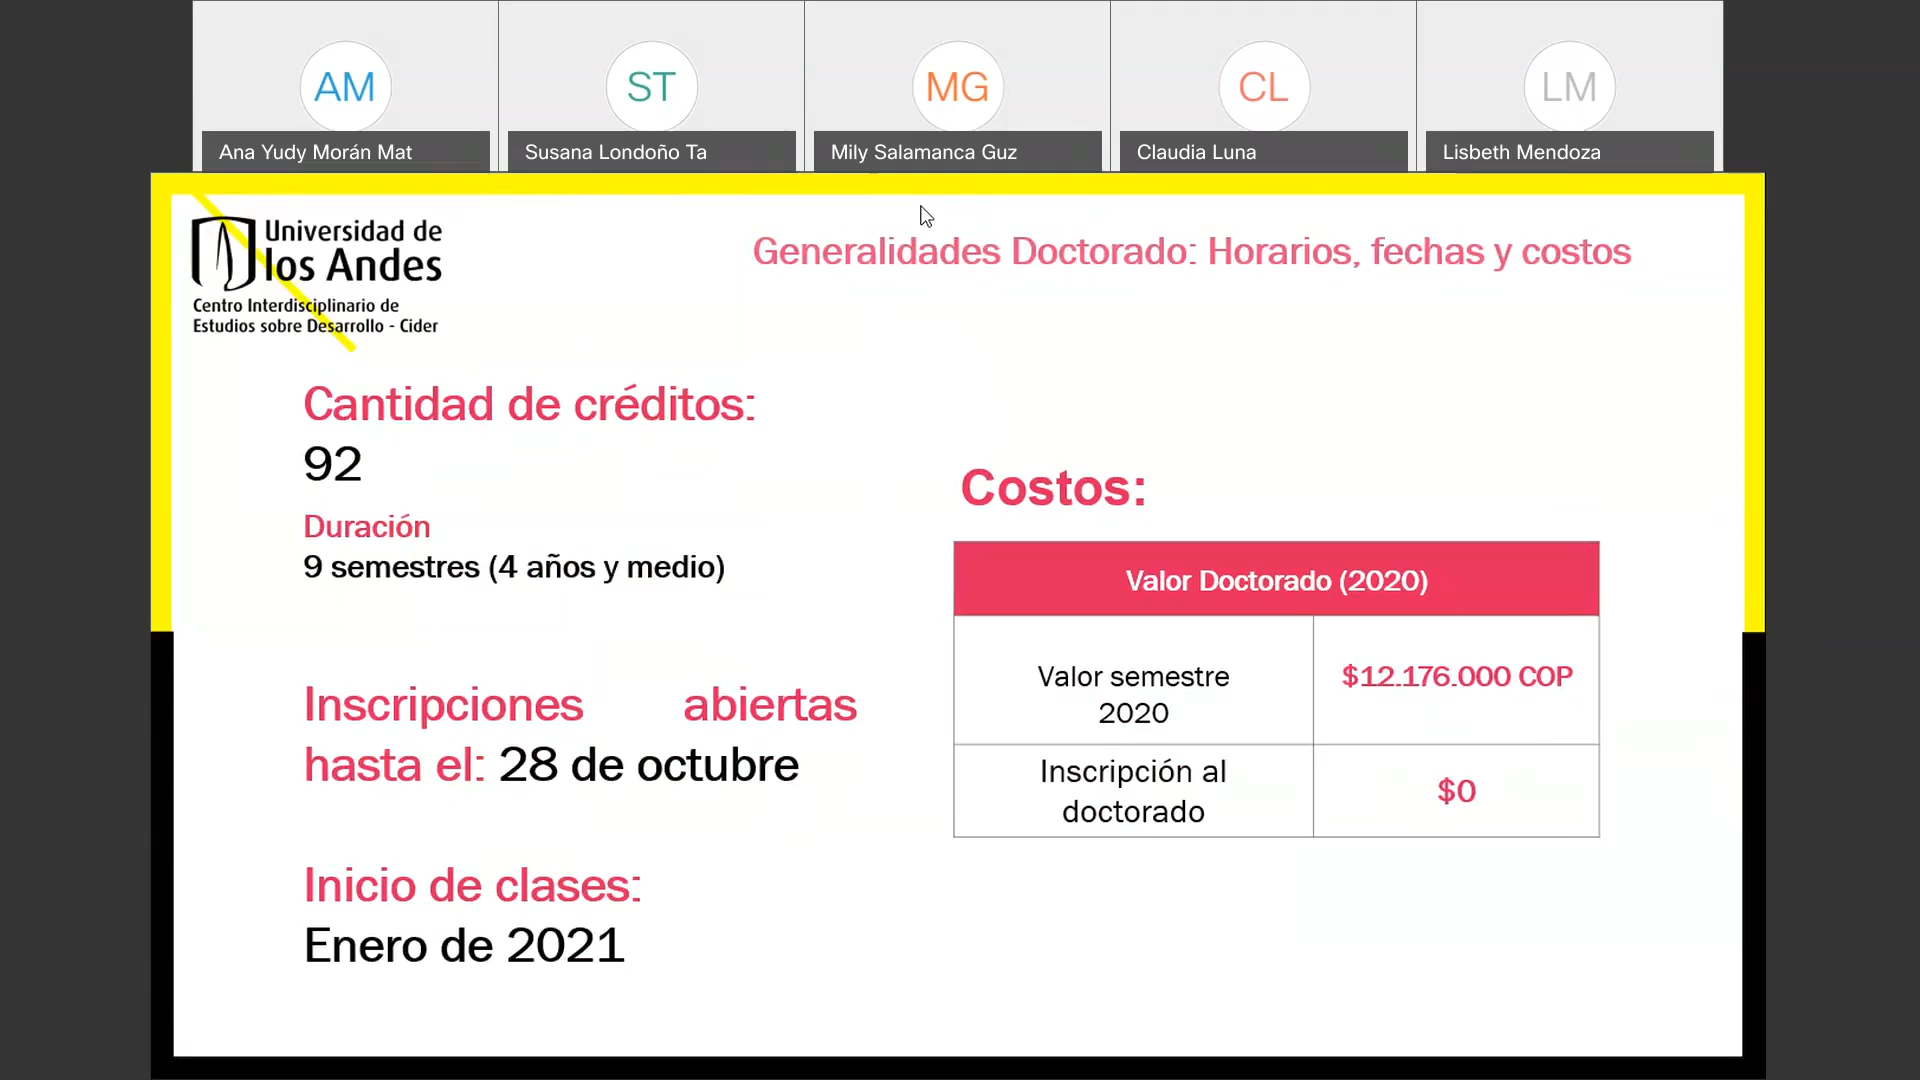 AM
ST
MG
CL
LM
Ana Yudy Morán Mat
Susana Londoño Ta
Mily Salamanca Guz
Claudia Luna
Lisbeth Mendoza
Universidad de
los Andes
Centro Interdisciplinario de
Estudios sobre Desarrollo - Cider
Generalidades Doctorado: Horarios, fechas y costos
Cantidad de créditos:
92
Duración
9 semestres (4 años y medio)
Inscripciones abiertas
hasta el: 28 de octubre
Inicio de clases:
Enero de 2021
Costos:
Valor Doctorado (2020)
Valor semestre
2020
$12.176.000 COP
Inscripción al
doctorado
$0